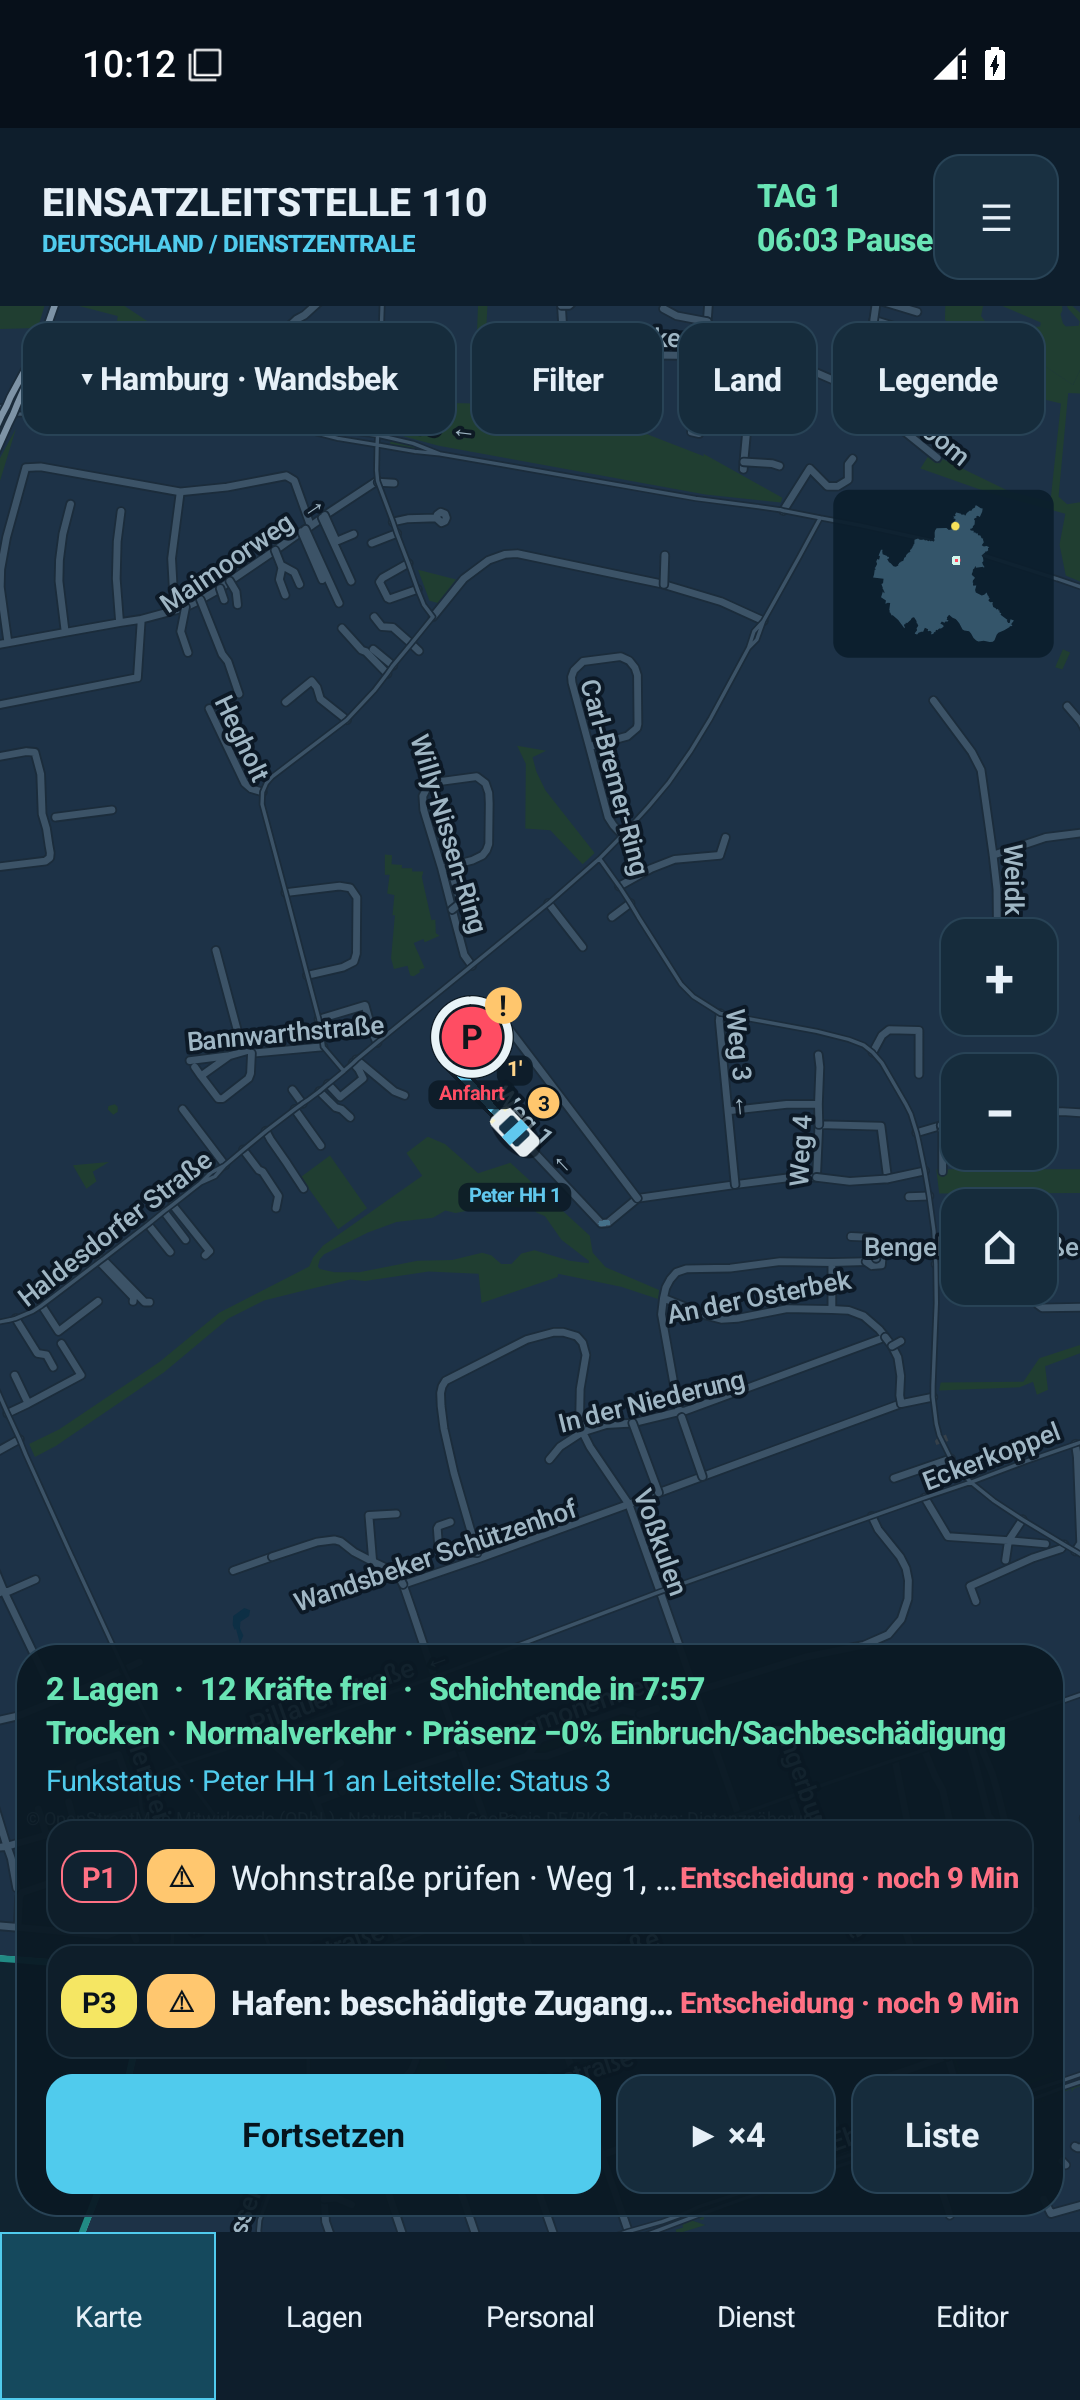 10:12
EINSATZLEITSTELLE 110
DEUTSCHLAND / DIENSTZENTRALE
TAG 1
06:03 Pause
☰
▼ Hamburg · Wandsbek
Filter
Land
Legende
←
Maimoorweg →
Hegholt
Willy-Nissen-Ring
Carl-Bremer-Ring
Weidk
+
P
!
1'
Anfahrt
3
Bannwarthstraße
Weg 3 →
Weg 1 →
Weg 4
−
Peter HH 1
Haldesdorfer Straße
Benge
An der Osterbek
In der Niederung
Eckerkoppel
Voßkulen
Wandsbeker Schützenhof
2 Lagen · 12 Kräfte frei · Schichtende in 7:57
Trocken · Normalverkehr · Präsenz −0% Einbruch/Sachbeschädigung
Funkstatus · Peter HH 1 an Leitstelle: Status 3
P1 ⚠ Wohnstraße prüfen · Weg 1, … Entscheidung · noch 9 Min
P3 ⚠ Hafen: beschädigte Zugang… Entscheidung · noch 9 Min
Fortsetzen
▶ ×4
Liste
Karte
Lagen
Personal
Dienst
Editor